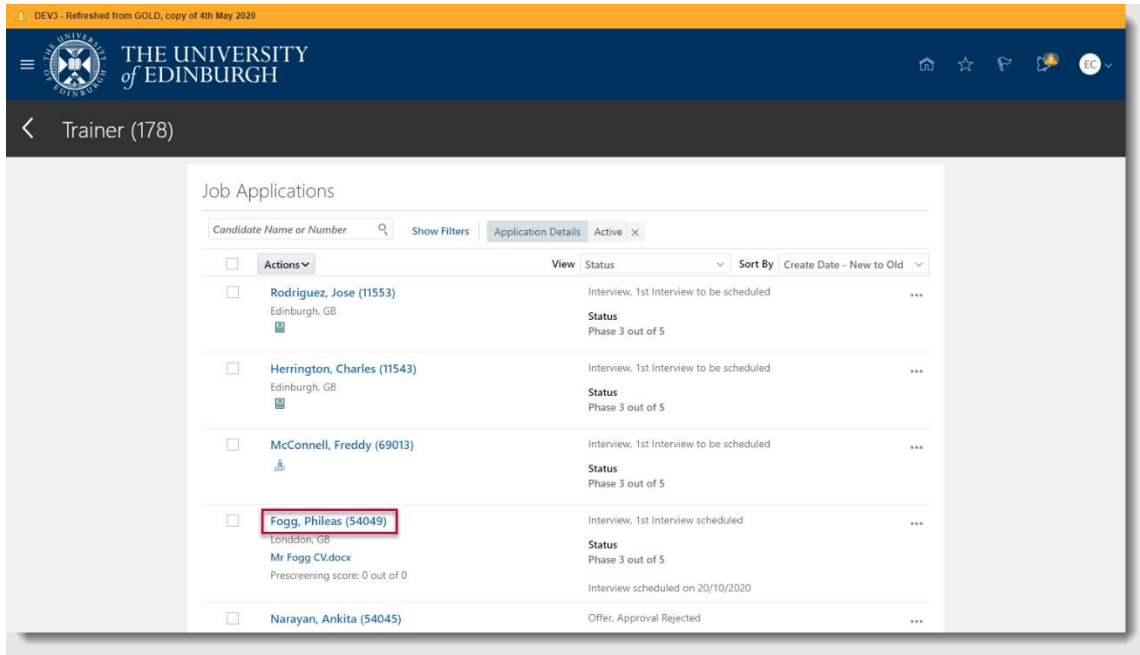 DEV3 - Refreshed from GOLD, copy of 4th May 2020
THE UNIVERSITY
of EDINBURGH
EC
Trainer (178)
Job Applications
Candidate Name or Number Show Filters Application Details Active X
Actions View Status Sort By Create Date - New to Old
Rodriguez, Jose (11553) Interview, 1st Interview to be scheduled ...
Edinburgh, GB
Status
Phase 3 out of 5
Herrington, Charles (11543) Interview, 1st Interview to be scheduled ...
Edinburgh, GB
Status
Phase 3 out of 5
McConnell, Freddy (69013) Interview, 1st Interview to be scheduled ...
Status
Phase 3 out of 5
Fogg, Phileas (54049) Interview, 1st Interview scheduled ...
Londdon, GB
Status
Mr Fogg CV.docx Phase 3 out of 5
Prescreening score: 0 out of 0
Interview scheduled on 20/10/2020
Narayan, Ankita (54045) Offer, Approval Rejected ...